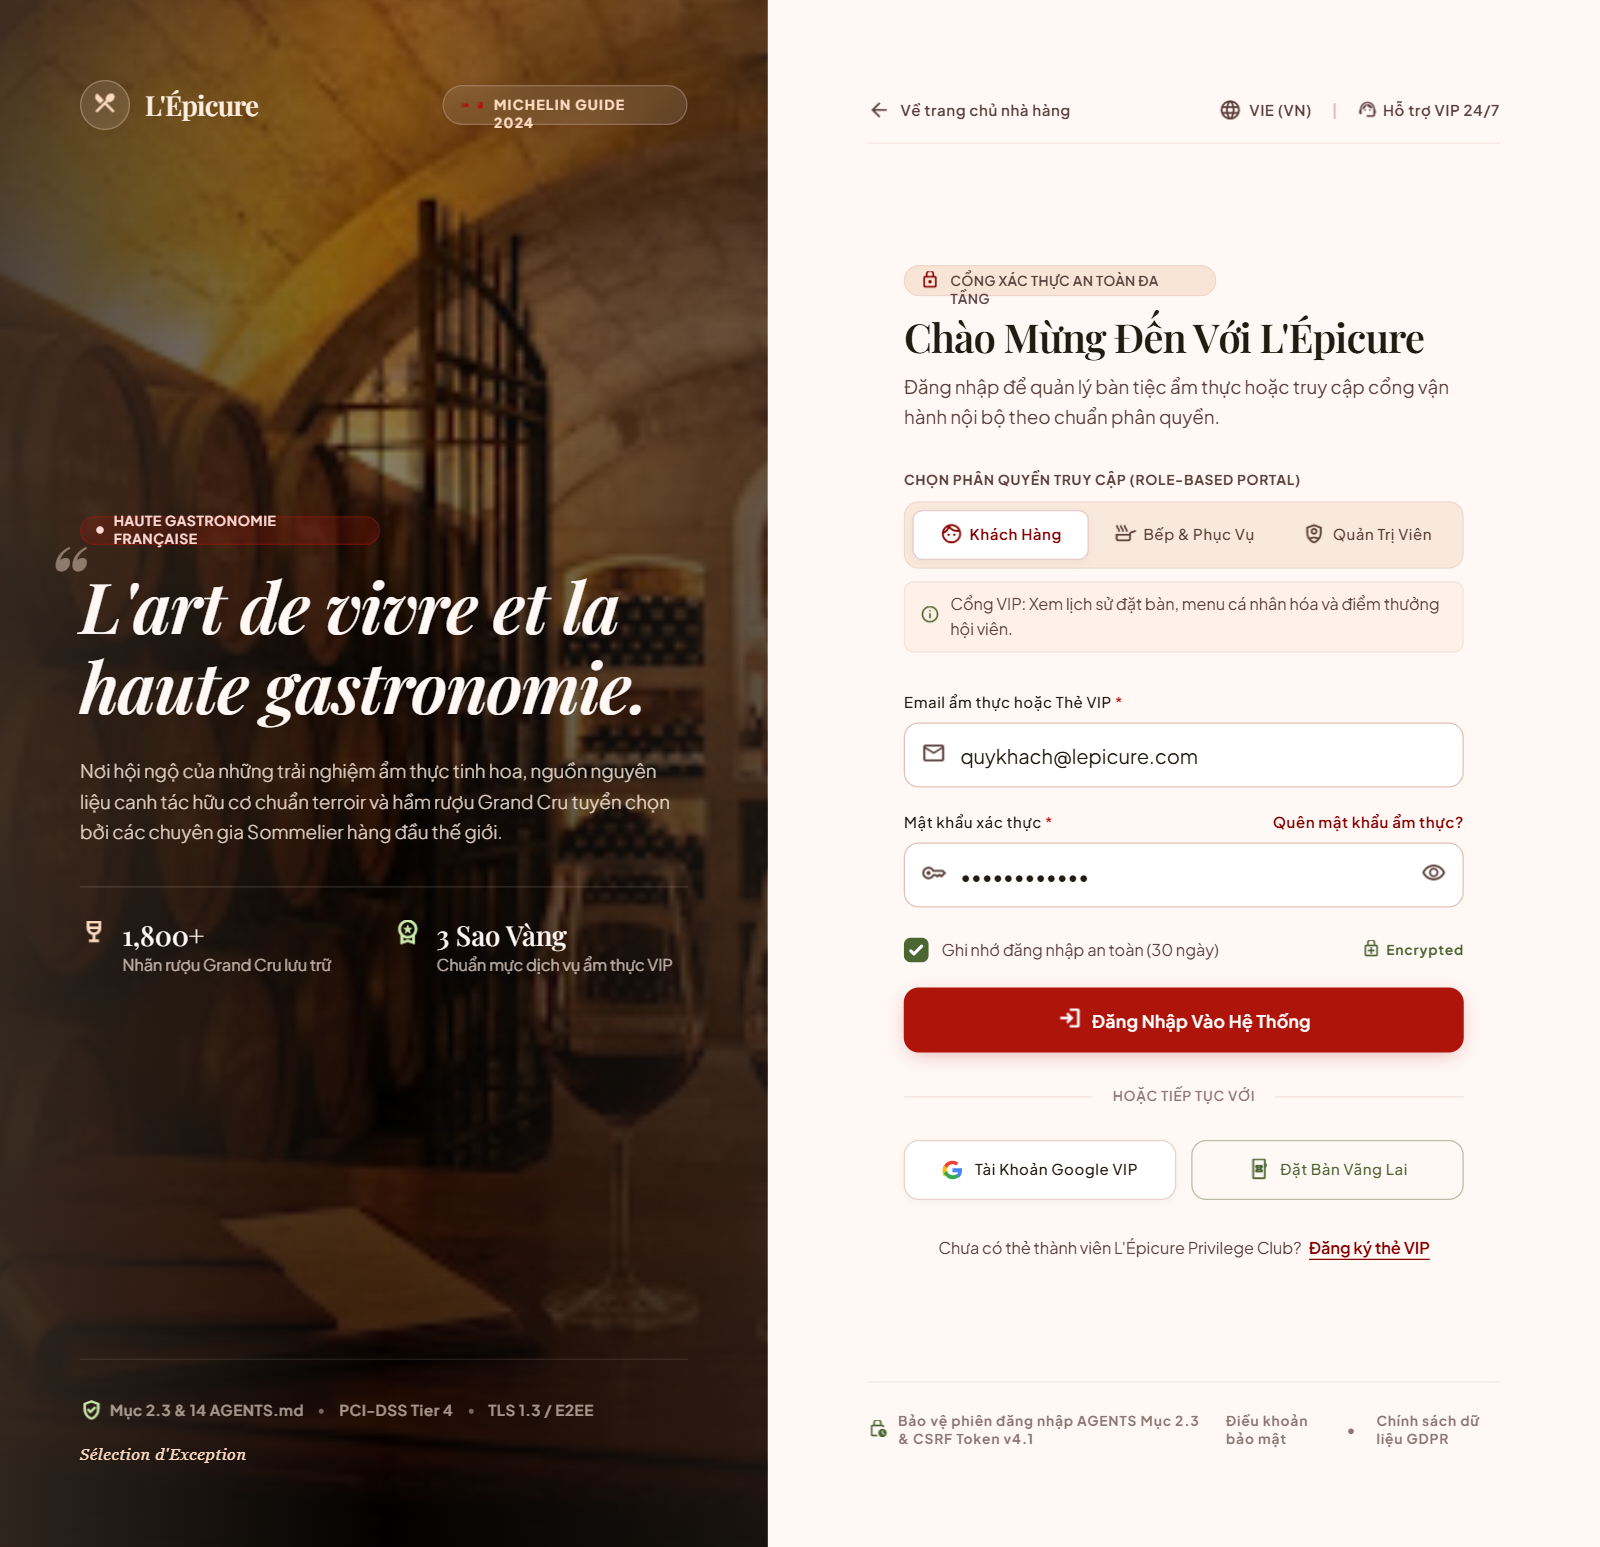 L'Épicure
MICHELIN GUIDE
2024
HAUTE GASTRONOMIE
FRANÇAISE
“
L'art de vivre et la
haute gastronomie.
Nơi hội ngộ của những trải nghiệm ẩm thực tinh hoa, nguồn nguyên
liệu canh tác hữu cơ chuẩn terroir và hầm rượu Grand Cru tuyển chọn
bởi các chuyên gia Sommelier hàng đầu thế giới.
1,800+
Nhãn rượu Grand Cru lưu trữ
3 Sao Vàng
Chuẩn mực dịch vụ ẩm thực VIP
Mục 2.3 & 14 AGENTS.md • PCI-DSS Tier 4 • TLS 1.3 / E2EE
Sélection d'Exception
Về trang chủ nhà hàng
VIE (VN) | Hỗ trợ VIP 24/7
CỔNG XÁC THỰC AN TOÀN ĐA
TẦNG
Chào Mừng Đến Với L'Épicure
Đăng nhập để quản lý bàn tiệc ẩm thực hoặc truy cập cổng vận
hành nội bộ theo chuẩn phân quyền.
CHỌN PHÂN QUYỀN TRUY CẬP (ROLE-BASED PORTAL)
Khách Hàng
Bếp & Phục Vụ
Quản Trị Viên
Cổng VIP: Xem lịch sử đặt bàn, menu cá nhân hóa và điểm thưởng
hội viên.
Email ẩm thực hoặc Thẻ VIP *
quykhach@lepicure.com
Mật khẩu xác thực *
Quên mật khẩu ẩm thực?
••••••••••••
Ghi nhớ đăng nhập an toàn (30 ngày)
Encrypted
Đăng Nhập Vào Hệ Thống
HOẶC TIẾP TỤC VỚI
Tài Khoản Google VIP
Đặt Bàn Vãng Lai
Chưa có thẻ thành viên L'Épicure Privilege Club? Đăng ký thẻ VIP
Bảo vệ phiên đăng nhập AGENTS Mục 2.3
& CSRF Token v4.1
Điều khoản
bảo mật
•
Chính sách dữ
liệu GDPR